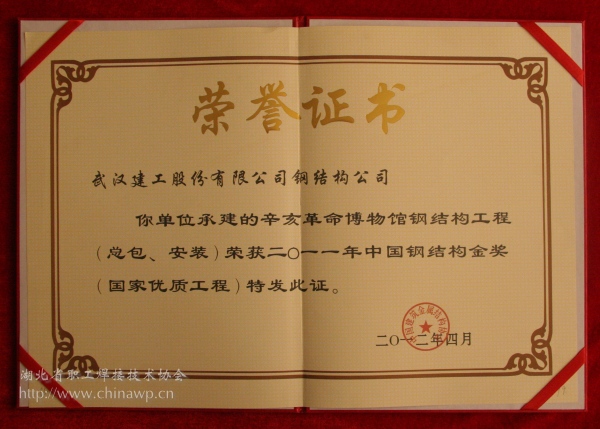 荣誉证书
武汉建工股份有限公司钢结构公司
你单位承建的辛亥革命博物馆钢结构工程
（总包、安装）荣获二〇一一年中国钢结构金奖
（国家优质工程）特发此证。
二〇一二年四月
湖北省职工焊接技术协会
http://www.chinawp.cn